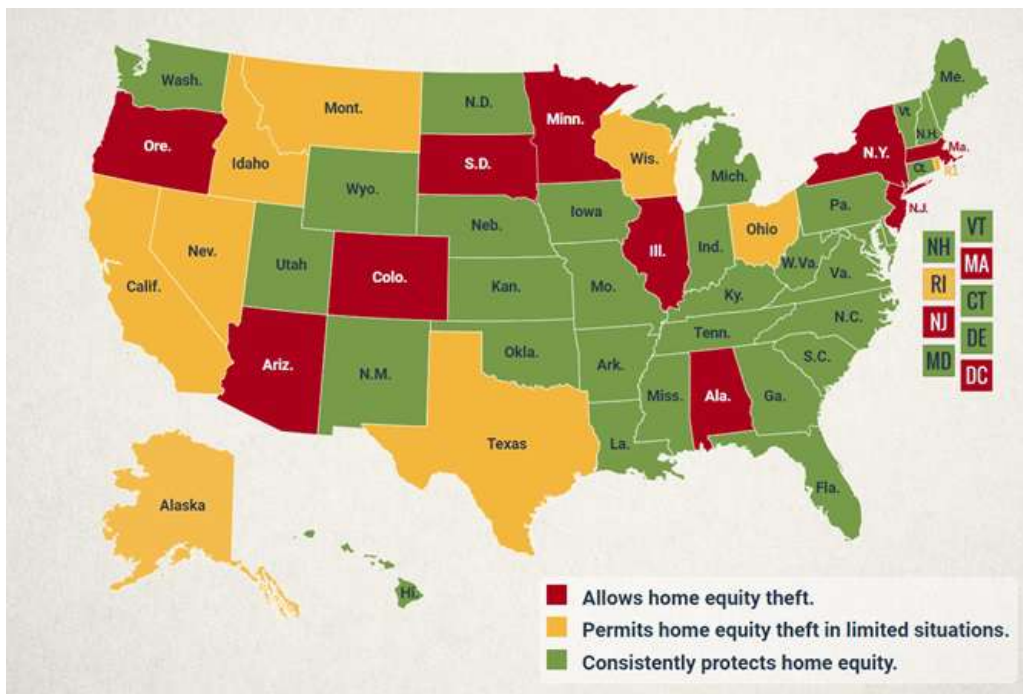 Wash.
Mont.
N.D.
Minn.
Me.
Vt.
N.H.
Ore.
Idaho
S.D.
Wis.
N.Y.
Ma.
Mich.
Ct.
RI
Wyo.
Iowa
Pa.
N.J.
Neb.
Ohio
Nev.
Utah
Colo.
Ill.
Ind.
W.Va.
Va.
Calif.
Kan.
Mo.
Ky.
N.C.
Tenn.
Ariz.
N.M.
Okla.
Ark.
S.C.
Miss.
Ala.
Ga.
Texas
La.
Fla.
Alaska
HI.
VT
NH
MA
RI
CT
NJ
DE
MD
DC
Allows home equity theft.
Permits home equity theft in limited situations.
Consistently protects home equity.